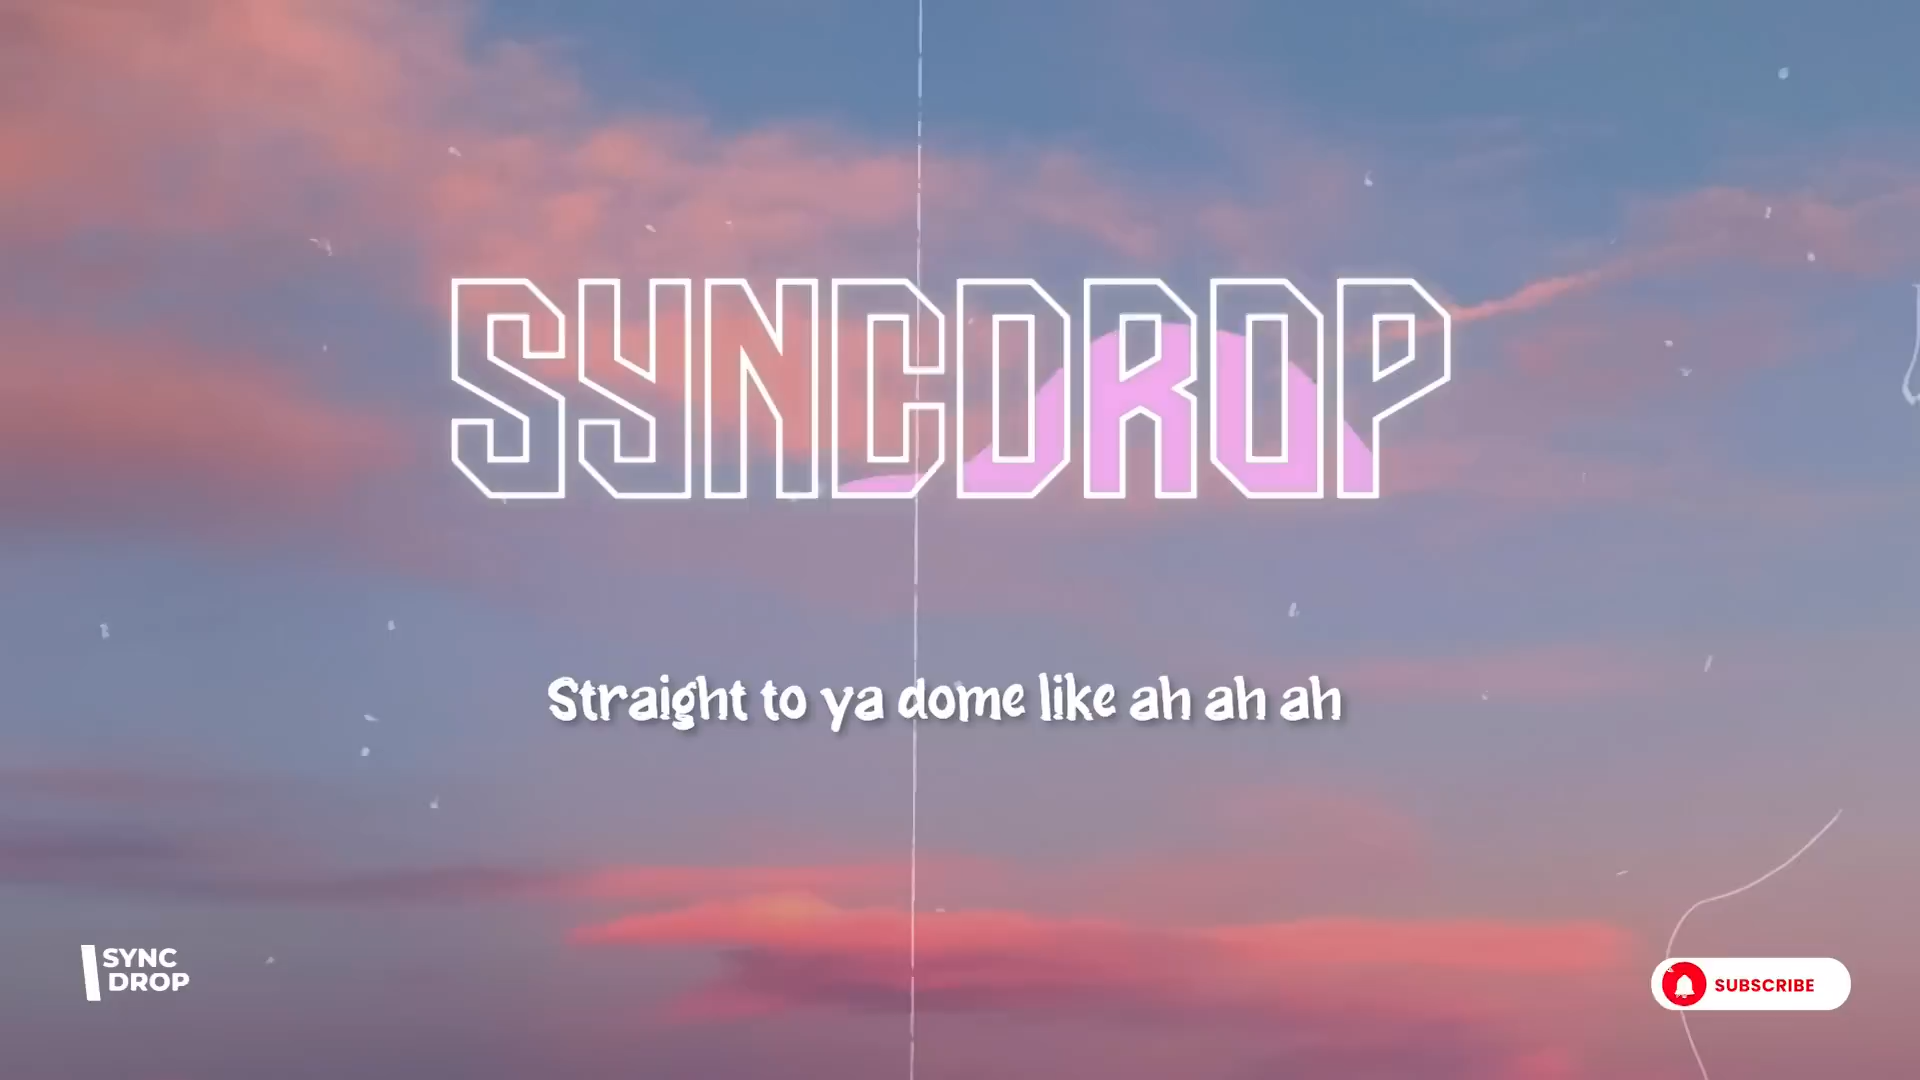 SYNCDROP
Straight to ya dome like ah ah ah
SYNC
DROP
SUBSCRIBE